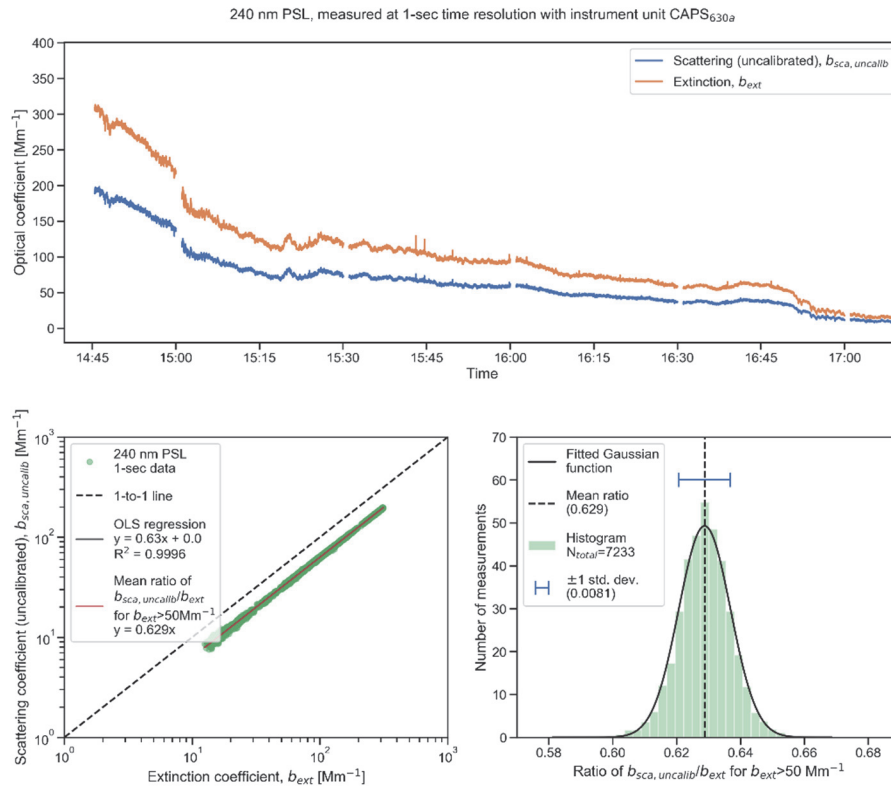 240 nm PSL, measured at 1-sec time resolution with instrument unit CAPS630a
400
350
300
250
200
150
100
50
0
Optical coefficient [Mm⁻¹]
Scattering (uncalibrated), bsca, uncalib
Extinction, bext
14:45 15:00 15:15 15:30 15:45 16:00 16:15 16:30 16:45 17:00
Time
Scattering coefficient (uncalibrated), bsca, uncalib [Mm⁻¹]
10³
10²
10¹
10⁰
240 nm PSL
1-sec data
1-to-1 line
OLS regression
y = 0.63x + 0.0
R² = 0.9996
Mean ratio of
bsca, uncalib/bext
for bext>50Mm⁻¹
y = 0.629x
10⁰ 10¹ 10² 10³
Extinction coefficient, bext [Mm⁻¹]
Number of measurements
70
60
50
40
30
20
10
0
Fitted Gaussian
function
Mean ratio
(0.629)
Histogram
Ntotal=7233
±1 std. dev.
(0.0081)
0.58 0.60 0.62 0.64 0.66 0.68
Ratio of bsca, uncalib/bext for bext>50 Mm⁻¹